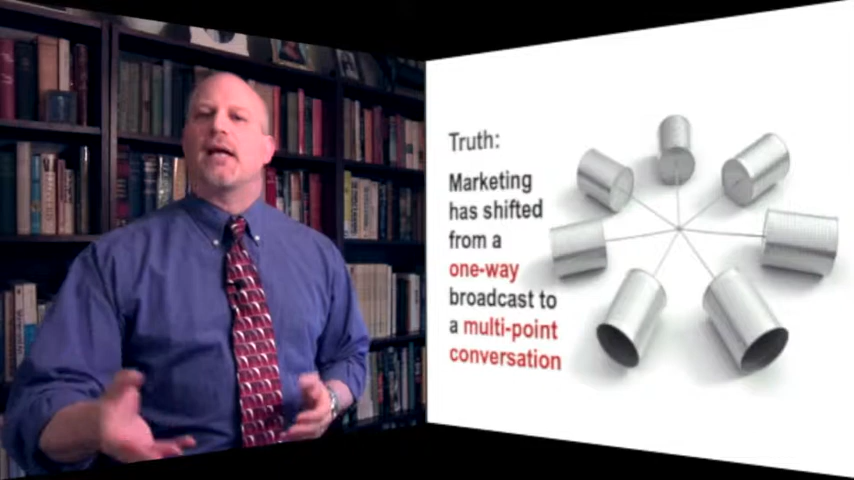 Truth:
Marketing
has shifted
from a
one-way
broadcast to
a multi-point
conversation